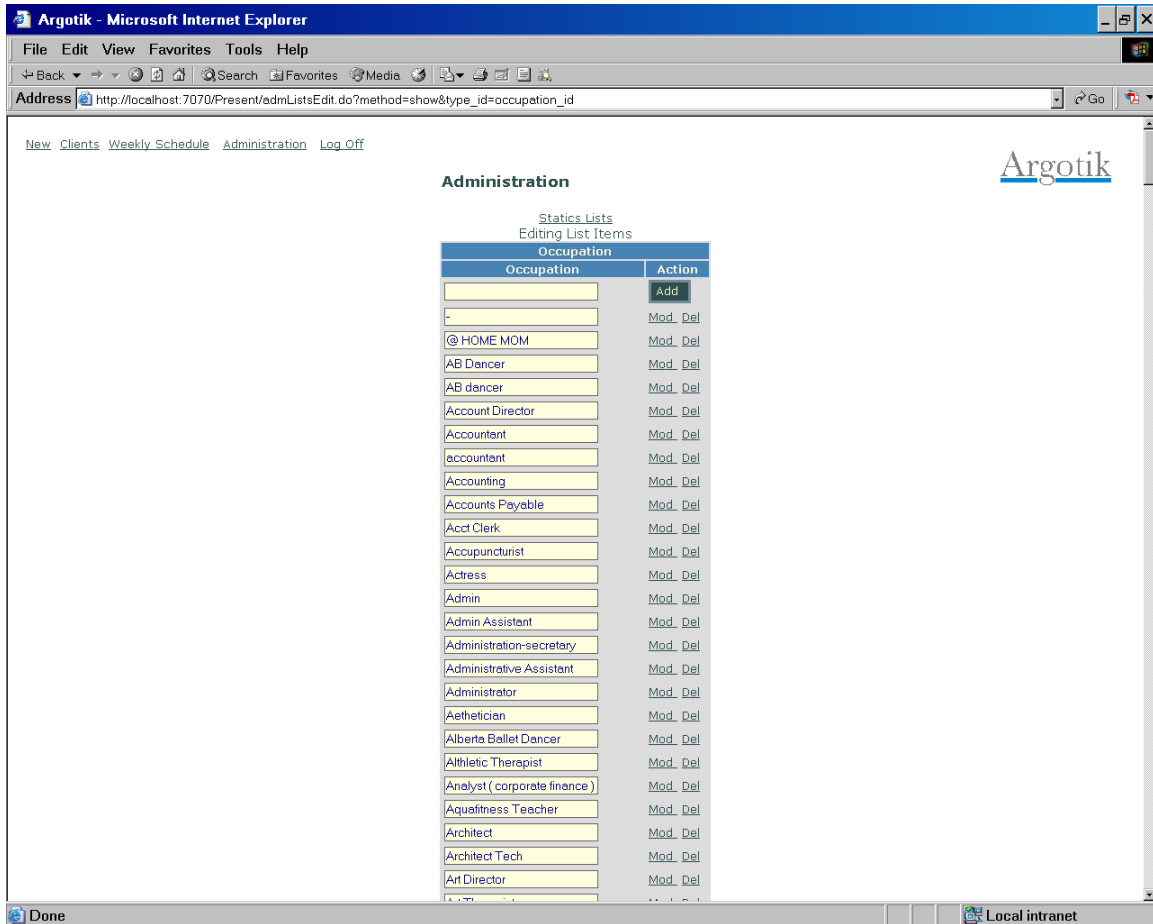 Argotik - Microsoft Internet Explorer
File Edit View Favorites Tools Help
Back Search Favorites Media
Address http://localhost:7070/Present/admListsEdit.do?method=show&type_id=occupation_id Go
New Clients Weekly Schedule Administration Log Off
Argotik
Administration
Statics Lists
Editing List Items
Occupation
Occupation Action
Add
- Mod Del
@ HOME MOM Mod Del
AB Dancer Mod Del
AB dancer Mod Del
Account Director Mod Del
Accountant Mod Del
accountant Mod Del
Accounting Mod Del
Accounts Payable Mod Del
Acct Clerk Mod Del
Accupuncturist Mod Del
Actress Mod Del
Admin Mod Del
Admin Assistant Mod Del
Administration-secretary Mod Del
Administrative Assistant Mod Del
Administrator Mod Del
Aethetician Mod Del
Alberta Ballet Dancer Mod Del
Althletic Therapist Mod Del
Analyst ( corporate finance ) Mod Del
Aquafitness Teacher Mod Del
Architect Mod Del
Architect Tech Mod Del
Art Director Mod Del
Done Local intranet